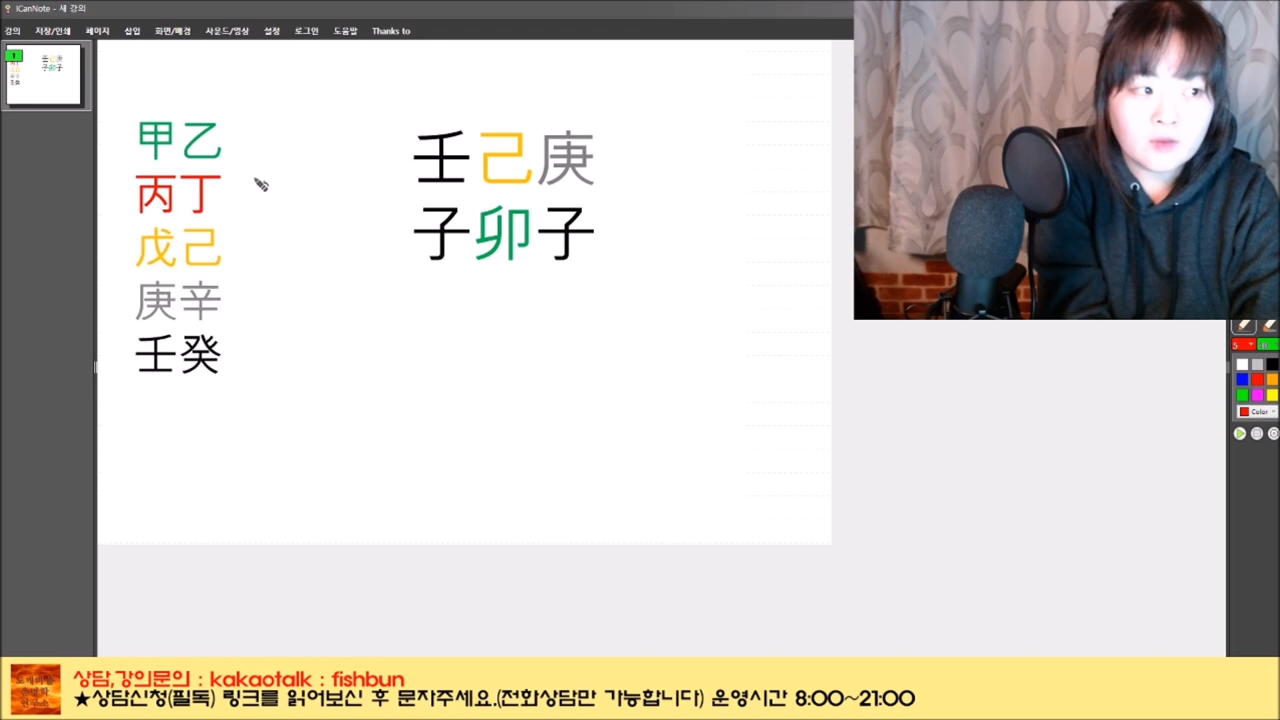 ICanNote - 새 강의
강의 저장/인쇄 페이지 삽입 화면/배경 사운드/영상 설정 로그인 도움말 Thanks to
1
甲乙
丙丁
戊己
庚辛
壬癸
壬己庚
子卯子
5
Color
상담,강의문의 : kakaotalk : fishbun
★상담신청(필독) 링크를 읽어보신 후 문자주세요.(전화상담만 가능합니다) 운영시간 8:00~21:00